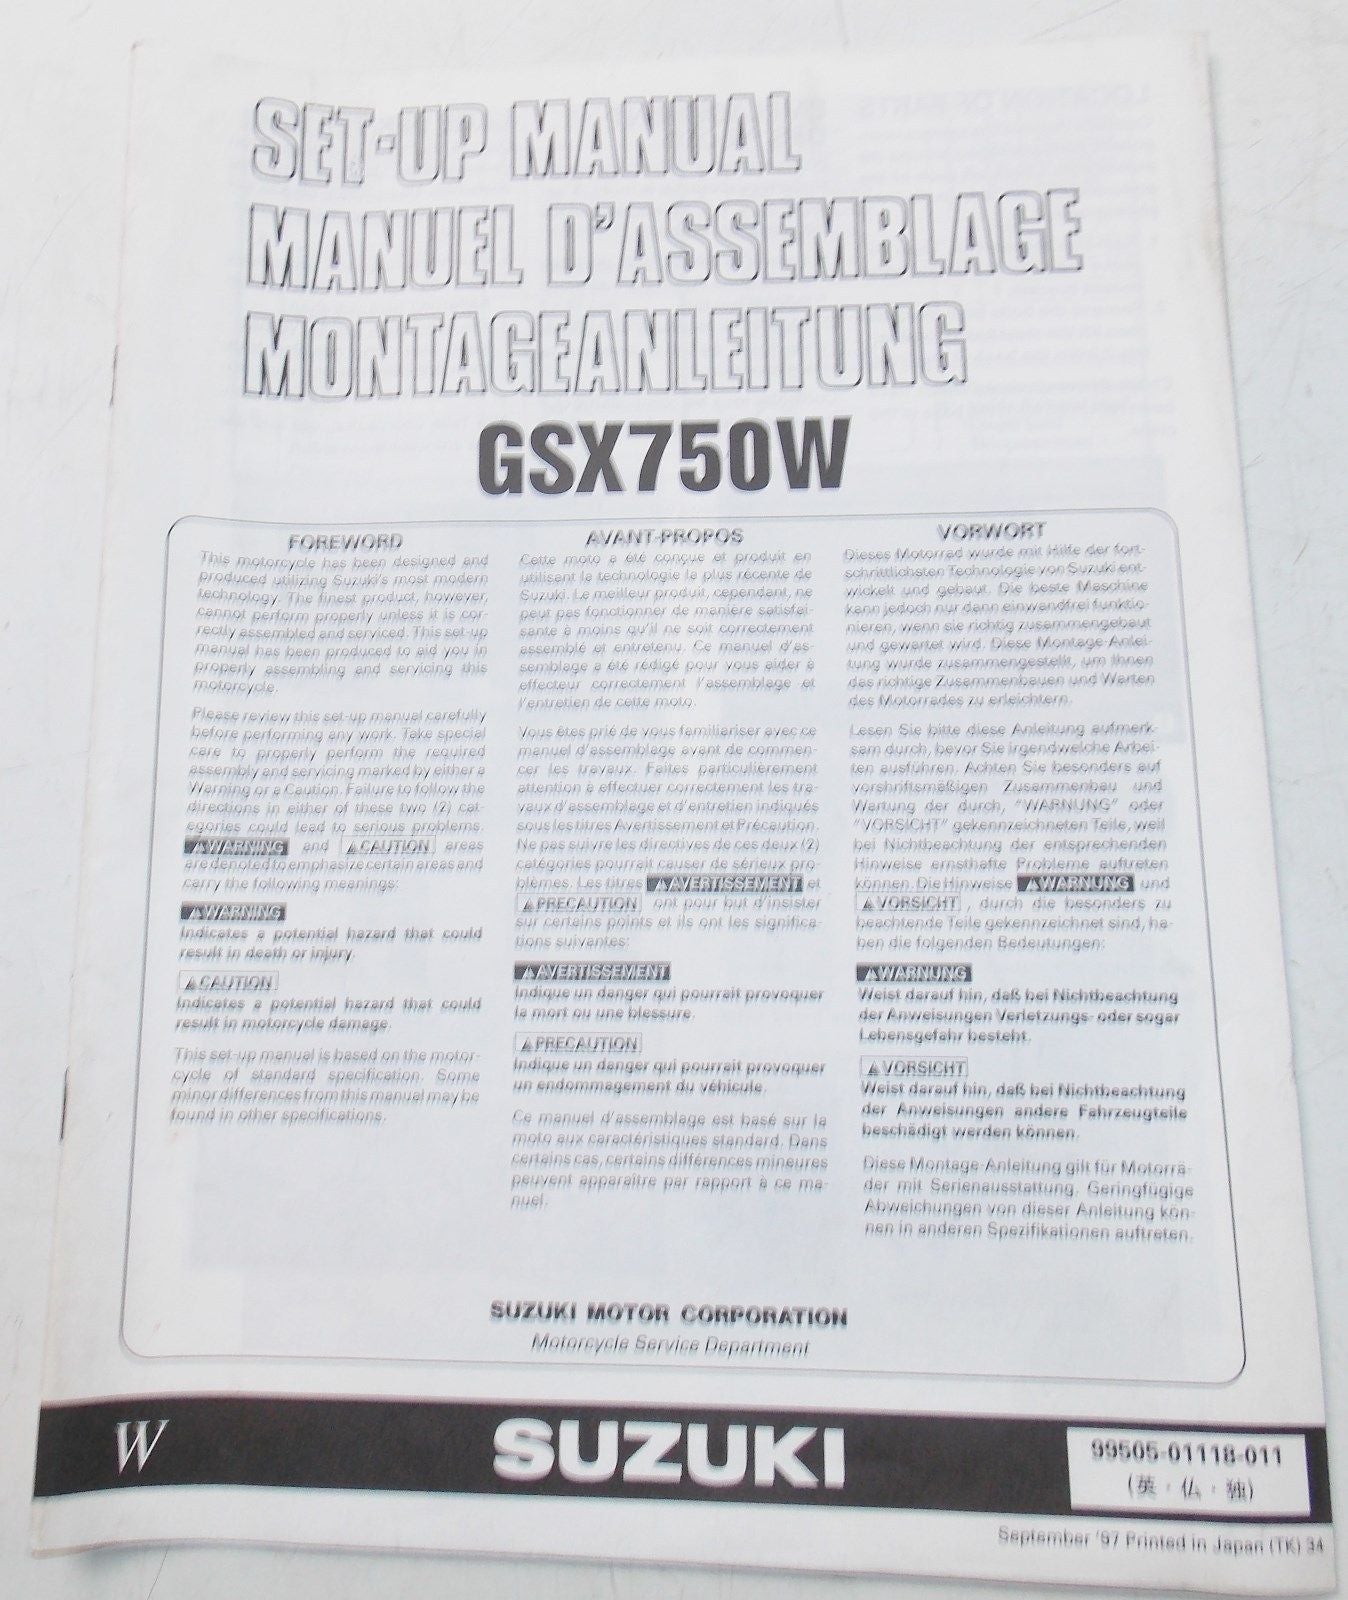 SET-UP MANUAL
MANUEL D'ASSEMBLAGE
MONTAGEANLEITUNG
GSX750W
FOREWORD
This motorcycle has been designed and
produced utilizing Suzuki's most modern
technology. The finest product, however,
cannot perform properly unless it is cor-
rectly assembled and serviced. This set-up
manual has been produced to aid you in
properly assembling and servicing this
motorcycle.
Please review this set-up manual carefully
before performing any work. Take special
care to properly perform the required
assembly and servicing marked by either a
Warning or a Caution. Failure to follow the
directions in either of these two (2) cat-
egories could lead to serious problems.
▲WARNING and ▲CAUTION areas
are denoted to emphasize certain areas and
carry the following meanings:
▲WARNING
Indicates a potential hazard that could
result in death or injury.
▲CAUTION
Indicates a potential hazard that could
result in motorcycle damage.
This set-up manual is based on the motor-
cycle of standard specification. Some
minor differences from this manual may be
found in other specifications.
AVANT-PROPOS
Cette moto a été conçue et produit en
utilisant la technologie la plus récente de
Suzuki. Le meilleur produit, cependant, ne
peut pas fonctionner de manière satisfai-
sante à moins qu'il ne soit correctement
assemblé et entretenu. Ce manuel d'as-
semblage a été rédigé pour vous aider à
effecteur correctement l'assemblage et
l'entretien de cette moto.
Vous êtes prié de vous familiariser avec ce
manuel d'assemblage avant de commen-
cer les travaux. Faites particulièrement
attention à effectuer correctement les tra-
vaux d'assemblage et d'entretien indiqués
sous les titres Avertissement et Précaution.
Ne pas suivre les directives de ces deux (2)
catégories pourrait causer de sérieux pro-
blèmes. Les titres ▲AVERTISSEMENT et
▲PRECAUTION ont pour but d'insister
sur certains points et ils ont les significa-
tions suivantes:
▲AVERTISSEMENT
Indique un danger qui pourrait provoquer
la mort ou une blessure.
▲PRECAUTION
Indique un danger qui pourrait provoquer
un endommagement du véhicule.
Ce manuel d'assemblage est basé sur la
moto aux caractéristiques standard. Dans
certains cas, certains différences mineures
peuvent apparaître par rapport à ce ma-
nuel.
VORWORT
Dieses Motorrad wurde mit Hilfe der fort-
schrittlichsten Technologie von Suzuki ent-
wickelt und gebaut. Die beste Maschine
kann jedoch nur dann einwandfrei funktio-
nieren, wenn sie richtig zusammengebaut
und gewartet wird. Diese Montage-Anlei-
tung wurde zusammengestellt, um Ihnen
das richtige Zusammenbauen und Warten
des Motorrades zu erleichtern.
Lesen Sie bitte diese Anleitung aufmerk-
sam durch, bevor Sie irgendwelche Arbei-
ten ausführen. Achten Sie besonders auf
vorshriftsmäßigen Zusammenbau und
Wartung der durch, "WARNUNG" oder
"VORSICHT" gekennzeichneten Teile, weil
bei Nichtbeachtung der entsprechenden
Hinweise ernsthafte Probleme auftreten
können. Die Hinweise ▲WARNUNG und
▲VORSICHT, durch die besonders zu
beachtende Teile gekennzeichnet sind, ha-
ben die folgenden Bedeutungen:
▲WARNUNG
Weist darauf hin, daß bei Nichtbeachtung
der Anweisungen Verletzungs- oder sogar
Lebensgefahr besteht.
▲VORSICHT
Weist darauf hin, daß bei Nichtbeachtung
der Anweisungen andere Fahrzeugteile
beschädigt werden können.
Diese Montage-Anleitung gilt für Motorrä-
der mit Serienausstattung. Geringfügige
Abweichungen von dieser Anleitung kön-
nen in anderen Spezifikationen auftreten.
SUZUKI MOTOR CORPORATION
Motorcycle Service Department
W
SUZUKI
99505-01118-011
(英・仏・独)
September '97 Printed in Japan (TK) 34